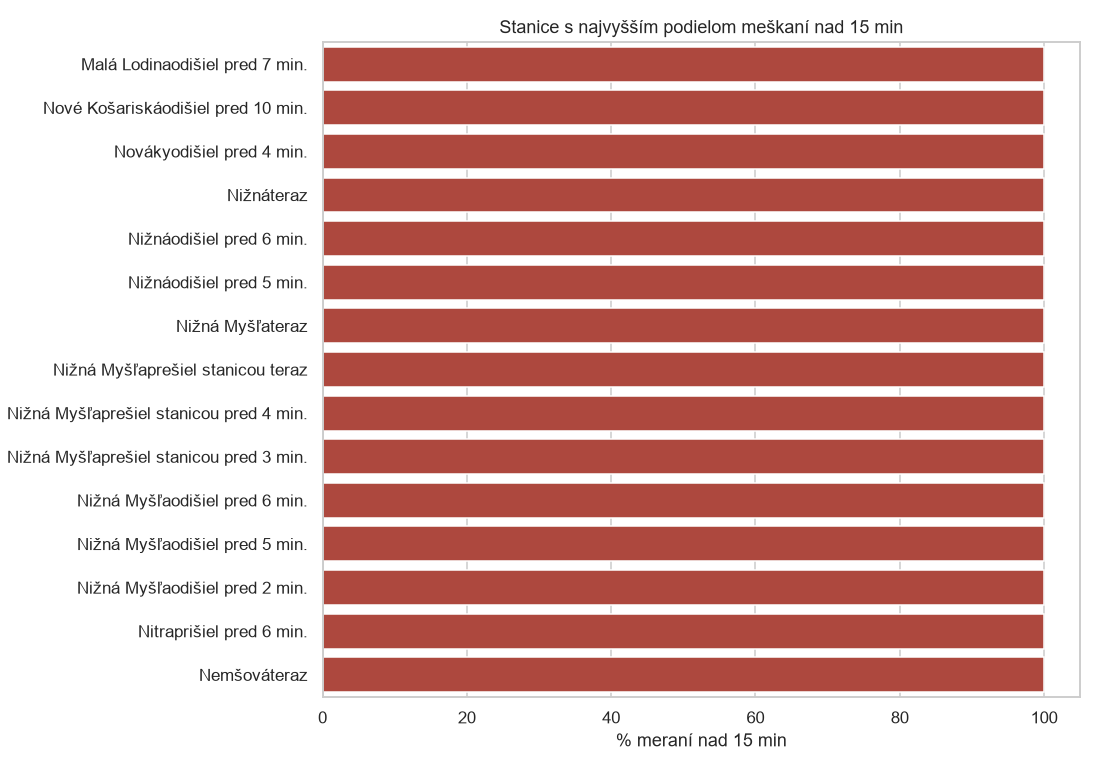 Stanice s najvyšším podielom meškaní nad 15 min
Malá Lodinaodišiel pred 7 min.
Nové Košariskáodišiel pred 10 min.
Novákyodišiel pred 4 min.
Nižnáteraz
Nižnáodišiel pred 6 min.
Nižnáodišiel pred 5 min.
Nižná Myšľateraz
Nižná Myšľaprešiel stanicou teraz
Nižná Myšľaprešiel stanicou pred 4 min.
Nižná Myšľaprešiel stanicou pred 3 min.
Nižná Myšľaodišiel pred 6 min.
Nižná Myšľaodišiel pred 5 min.
Nižná Myšľaodišiel pred 2 min.
Nitraprišiel pred 6 min.
Nemšováteraz
0 20 40 60 80 100
% meraní nad 15 min